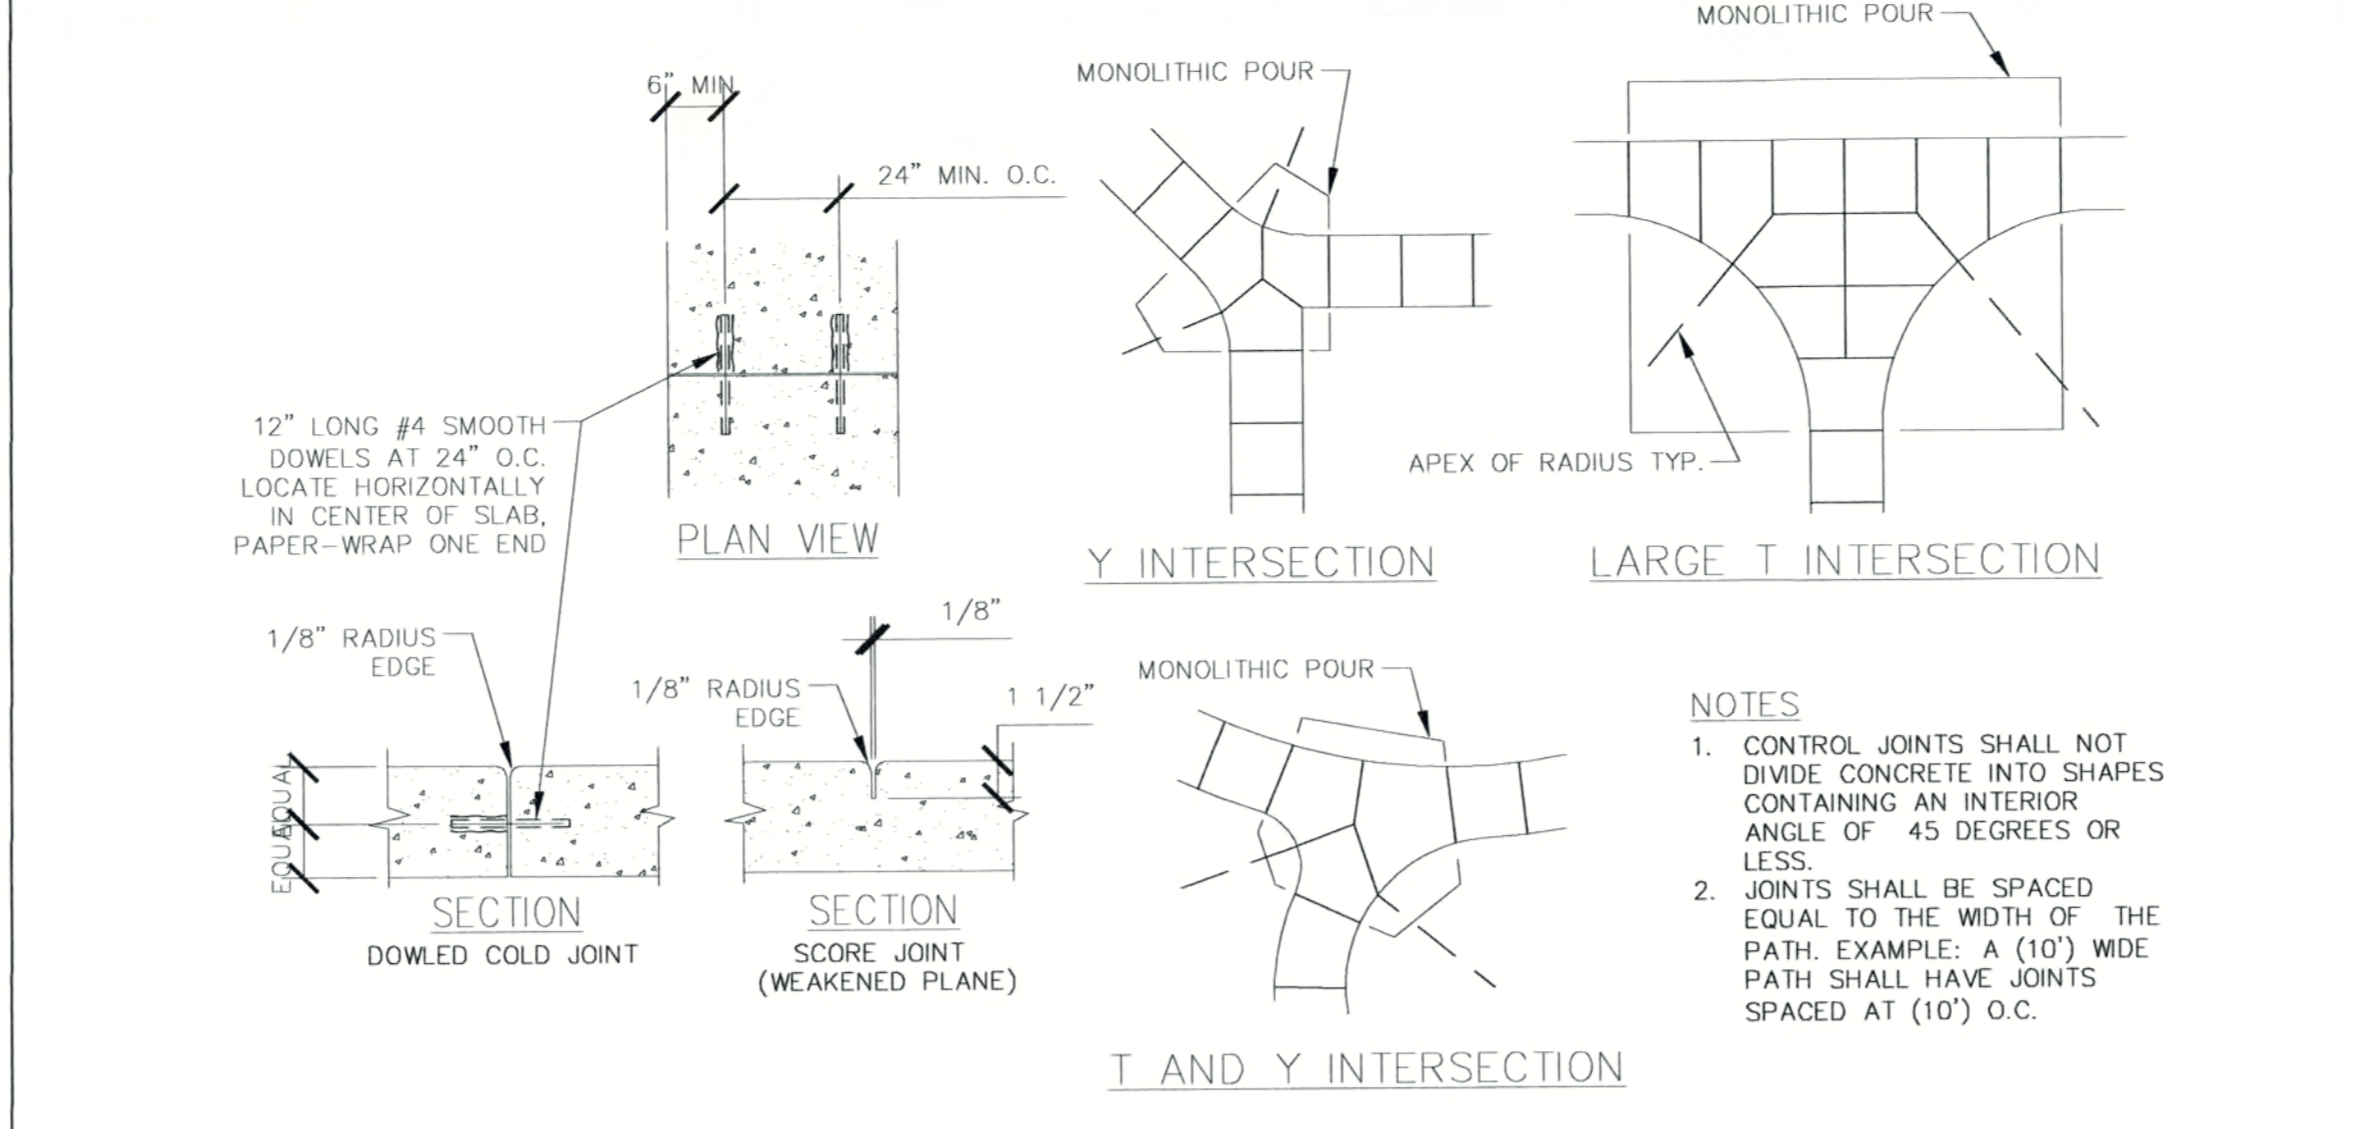 MONOLITHIC POUR
6” MIN.
MONOLITHIC POUR
24” MIN. O.C.
12” LONG #4 SMOOTH
DOWELS AT 24” O.C.
LOCATE HORIZONTALLY
IN CENTER OF SLAB,
PAPER-WRAP ONE END
PLAN VIEW
APEX OF RADIUS TYP.
Y INTERSECTION
LARGE T INTERSECTION
1/8” RADIUS
EDGE
1/8”
1/8” RADIUS
EDGE
1 1/2”
EQUAL
EQUAL
SECTION
DOWLED COLD JOINT
SECTION
SCORE JOINT
(WEAKENED PLANE)
MONOLITHIC POUR
T AND Y INTERSECTION
NOTES
1. CONTROL JOINTS SHALL NOT
DIVIDE CONCRETE INTO SHAPES
CONTAINING AN INTERIOR
ANGLE OF 45 DEGREES OR
LESS.
2. JOINTS SHALL BE SPACED
EQUAL TO THE WIDTH OF THE
PATH. EXAMPLE: A (10') WIDE
PATH SHALL HAVE JOINTS
SPACED AT (10') O.C.